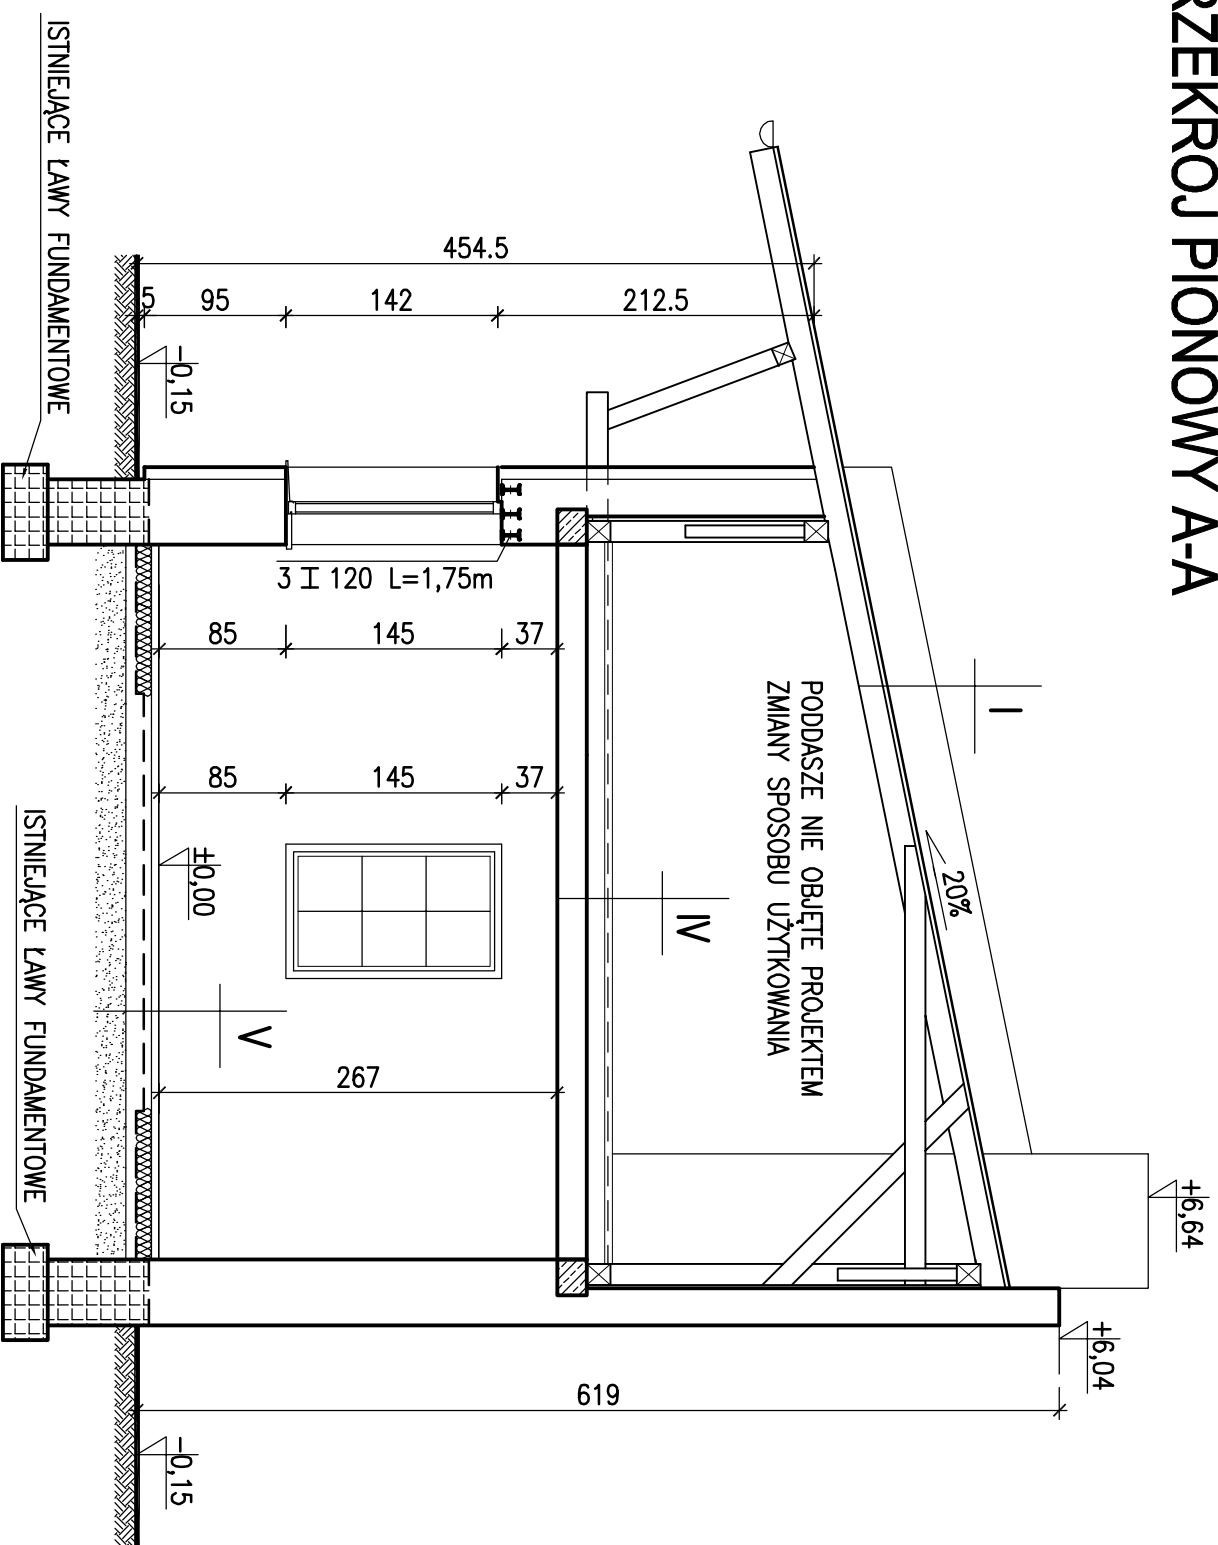 RZEKROJ PIONOWY A-A
+6,64
+6,04
I
20%
PODDASZE NIE OBJĘTE PROJEKTEM
ZMIANY SPOSOBU UŻYTKOWANIA
IV
454.5
212.5
142
95
5
-0,15
3 I 120 L=1,75m
37
145
85
37
145
85
±0,00
V
267
619
-0,15
ISTNIEJĄCE ŁAWY FUNDAMENTOWE
ISTNIEJĄCE ŁAWY FUNDAMENTOWE